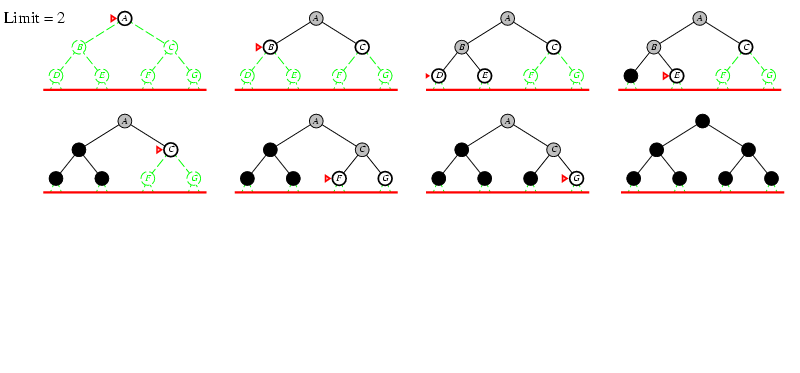 Limit = 2
A A A A
B C B C B C B C
D E F G D E F G D E F G E F G
A A A
C C C
F G F G G